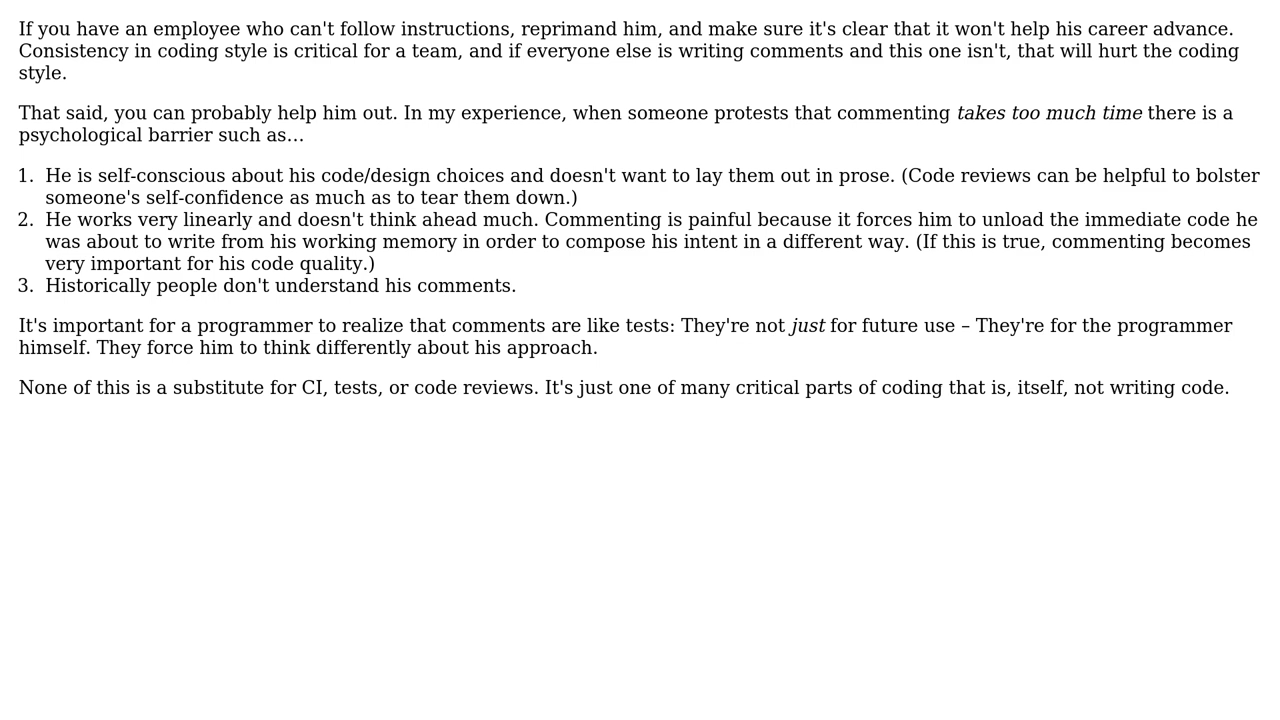 If you have an employee who can't follow instructions, reprimand him, and make sure it's clear that it won't help his career advance.
Consistency in coding style is critical for a team, and if everyone else is writing comments and this one isn't, that will hurt the coding
style.
That said, you can probably help him out. In my experience, when someone protests that commenting takes too much time there is a
psychological barrier such as…
1. He is self-conscious about his code/design choices and doesn't want to lay them out in prose. (Code reviews can be helpful to bolster
someone's self-confidence as much as to tear them down.)
2. He works very linearly and doesn't think ahead much. Commenting is painful because it forces him to unload the immediate code he
was about to write from his working memory in order to compose his intent in a different way. (If this is true, commenting becomes
very important for his code quality.)
3. Historically people don't understand his comments.
It's important for a programmer to realize that comments are like tests: They're not just for future use – They're for the programmer
himself. They force him to think differently about his approach.
None of this is a substitute for CI, tests, or code reviews. It's just one of many critical parts of coding that is, itself, not writing code.